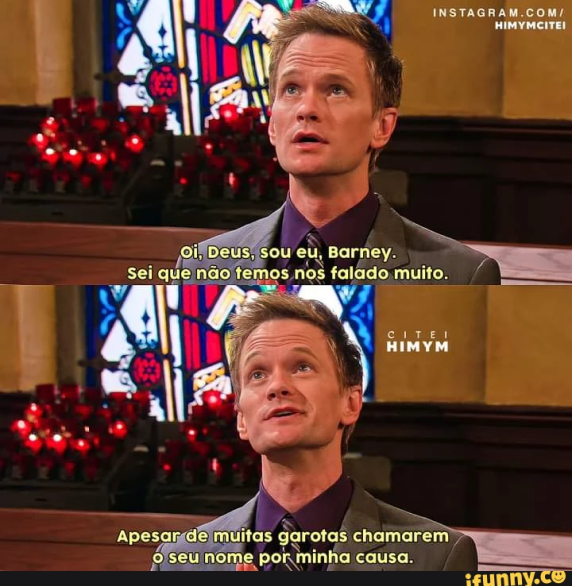 INSTAGRAM.COM/
HIMYMCITEI
Oi, Deus, sou eu, Barney.
Sei que não temos nos falado muito.
CITEI
HIMYM
Apesar de muitas garotas chamarem
o seu nome por minha causa.
ifunny.co